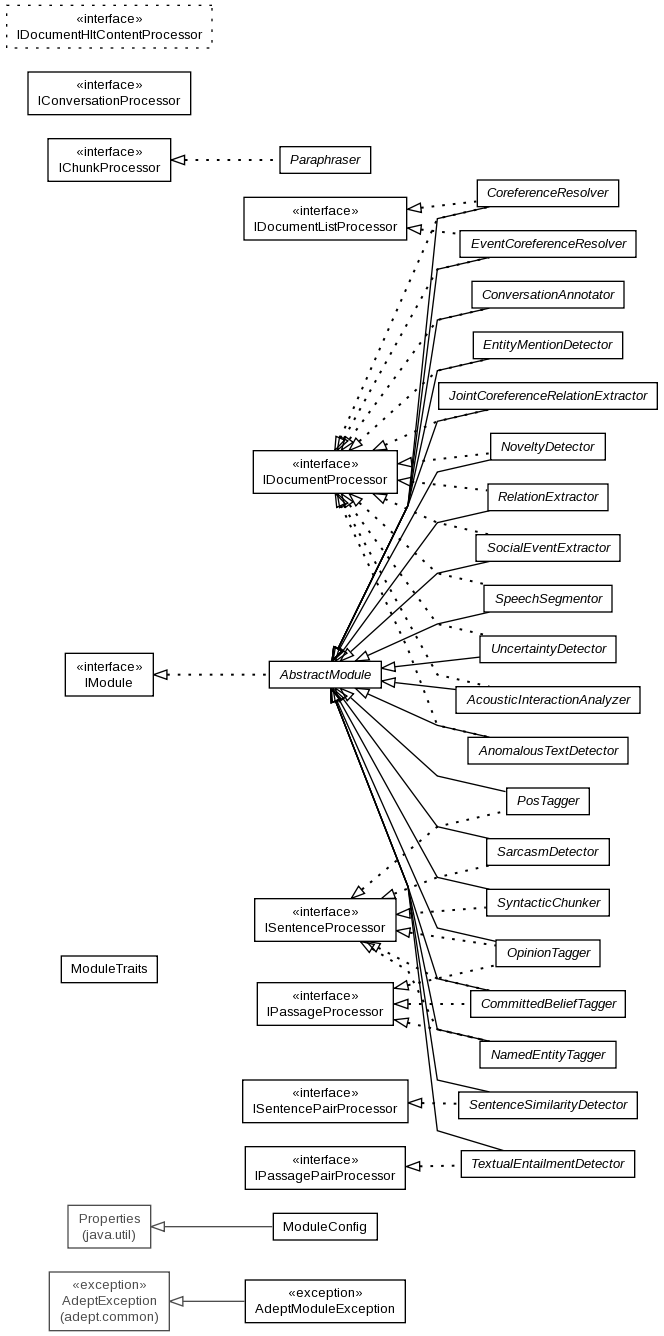 «interface»
IDocumentHltContentProcessor
«interface»
IConversationProcessor
«interface»
IChunkProcessor
Paraphraser
CoreferenceResolver
«interface»
IDocumentListProcessor
EventCoreferenceResolver
ConversationAnnotator
EntityMentionDetector
JointCoreferenceRelationExtractor
NoveltyDetector
«interface»
IDocumentProcessor
RelationExtractor
SocialEventExtractor
SpeechSegmentor
UncertaintyDetector
«interface»
IModule
AbstractModule
AcousticInteractionAnalyzer
AnomalousTextDetector
PosTagger
SarcasmDetector
SyntacticChunker
«interface»
ISentenceProcessor
OpinionTagger
ModuleTraits
«interface»
IPassageProcessor
CommittedBeliefTagger
NamedEntityTagger
«interface»
ISentencePairProcessor
SentenceSimilarityDetector
«interface»
IPassagePairProcessor
TextualEntailmentDetector
Properties
(java.util)
ModuleConfig
«exception»
AdeptException
(adept.common)
«exception»
AdeptModuleException